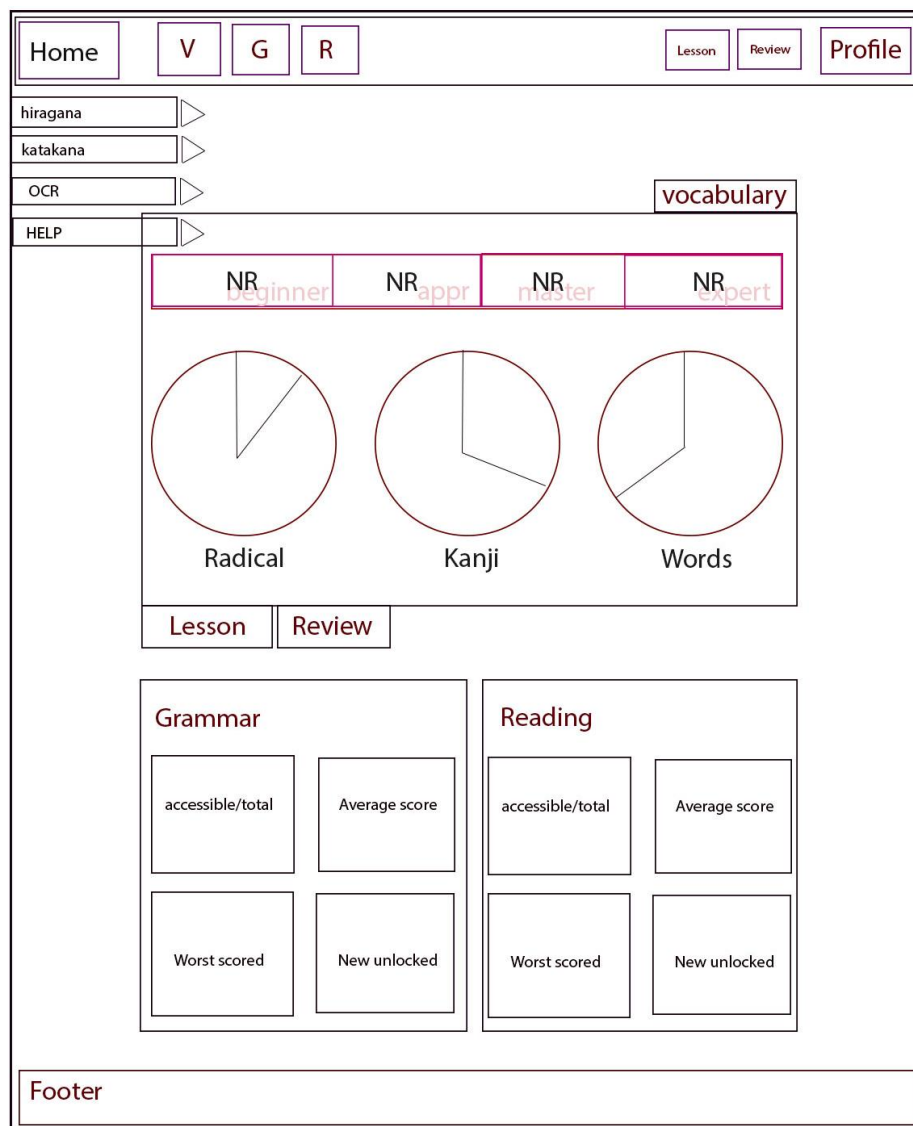 Home
V
G
R
Lesson
Review
Profile
hiragana
katakana
OCR
HELP
vocabulary
NR
beginner
NR
appr
NR
master
NR
expert
Radical
Kanji
Words
Lesson
Review
Grammar
accessible/total
Average score
Worst scored
New unlocked
Reading
accessible/total
Average score
Worst scored
New unlocked
Footer